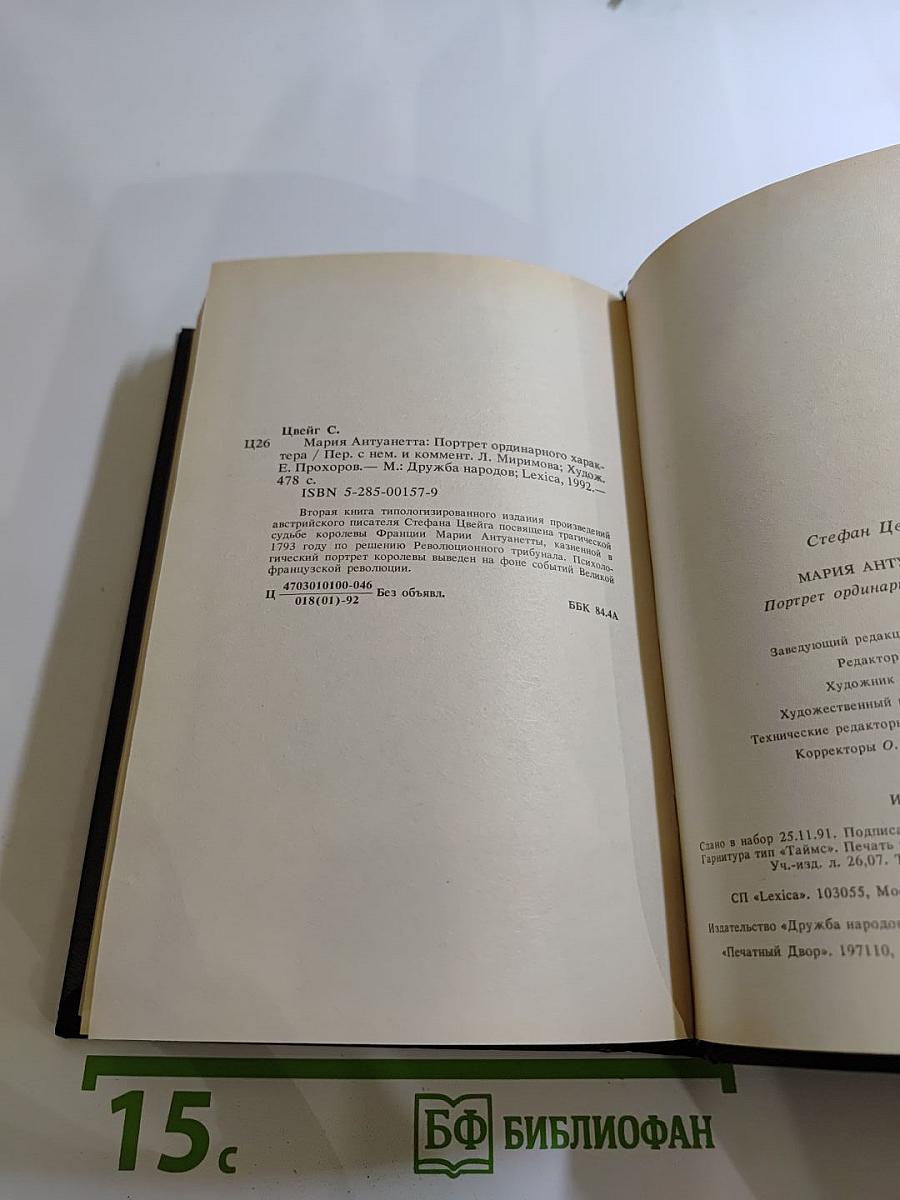 Цвейг С.
Ц26 Мария Антуанетта: Портрет ординарного харак-
тера / Пер. с нем. и коммент. Л. Миримова; Худож.
Е. Прохоров.— М.: Дружба народов; Lexica, 1992.—
478 с.
ISBN 5-285-00157-9
Вторая книга типологизированного издания произведений
австрийского писателя Стефана Цвейга посвящена трагической
судьбе королевы Франции Марии Антуанетты, казненной в
1793 году по решению Революционного трибунала. Психоло-
гический портрет королевы выведен на фоне событий Великой
французской революции.
Ц 4703010100-046 Без объявл.
018(01)-92
ББК 84.4А
Стефан Це
МАРИЯ АНТУ
Портрет ординар
Заведующий редакц
Редактор
Художник
Художественный
Технические редакторы
Корректоры О.
И
Сдано в набор 25.11.91. Подписа
Гарнитура тип «Таймс». Печать
Уч.-изд. л. 26,07. Т
СП «Lexica». 103055, Мо
Издательство «Дружба народов
«Печатный Двор». 197110,
15 с
БФ БИБЛИОФАН